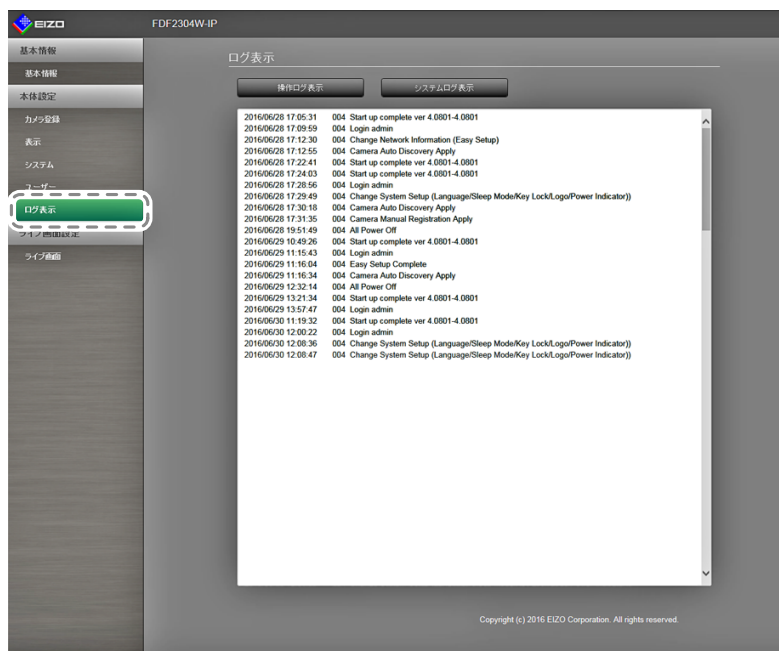 EIZO
FDF2304W-IP
基本情報
基本情報
本体設定
カメラ登録
表示
システム
ユーザー
ログ表示
ライブ画面設定
ライブ画面
ログ表示
操作ログ表示
システムログ表示
2016/06/28 17:05:31 004 Start up complete ver 4.0801-4.0801
2016/06/28 17:09:59 004 Login admin
2016/06/28 17:12:30 004 Change Network Information (Easy Setup)
2016/06/28 17:12:55 004 Camera Auto Discovery Apply
2016/06/28 17:22:41 004 Start up complete ver 4.0801-4.0801
2016/06/28 17:24:03 004 Start up complete ver 4.0801-4.0801
2016/06/28 17:28:56 004 Login admin
2016/06/28 17:29:49 004 Change System Setup (Language/Sleep Mode/Key Lock/Logo/Power Indicator))
2016/06/28 17:30:18 004 Camera Auto Discovery Apply
2016/06/28 17:31:35 004 Camera Manual Registration Apply
2016/06/28 19:51:49 004 All Power Off
2016/06/29 10:49:26 004 Start up complete ver 4.0801-4.0801
2016/06/29 11:15:43 004 Login admin
2016/06/29 11:16:04 004 Easy Setup Complete
2016/06/29 11:16:34 004 Camera Auto Discovery Apply
2016/06/29 12:32:14 004 All Power Off
2016/06/29 13:21:34 004 Start up complete ver 4.0801-4.0801
2016/06/29 13:57:47 004 Login admin
2016/06/30 11:19:32 004 Start up complete ver 4.0801-4.0801
2016/06/30 12:00:22 004 Login admin
2016/06/30 12:08:36 004 Change System Setup (Language/Sleep Mode/Key Lock/Logo/Power Indicator))
2016/06/30 12:08:47 004 Change System Setup (Language/Sleep Mode/Key Lock/Logo/Power Indicator))
Copyright (c) 2016 EIZO Corporation. All rights reserved.